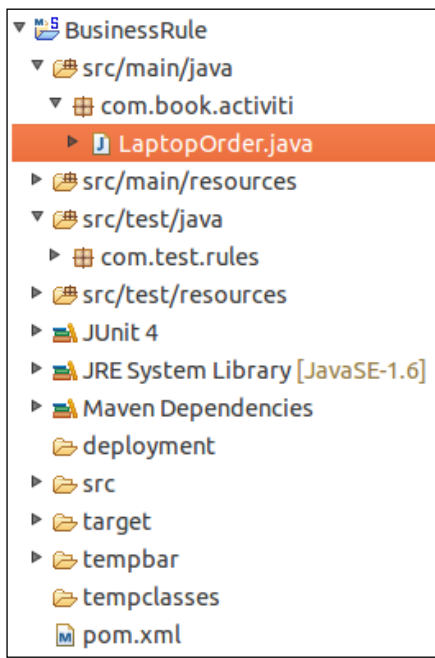 BusinessRule
src/main/java
com.book.activiti
LaptopOrder.java
src/main/resources
src/test/java
com.test.rules
src/test/resources
JUnit 4
JRE System Library [JavaSE-1.6]
Maven Dependencies
deployment
src
target
tempbar
tempclasses
pom.xml